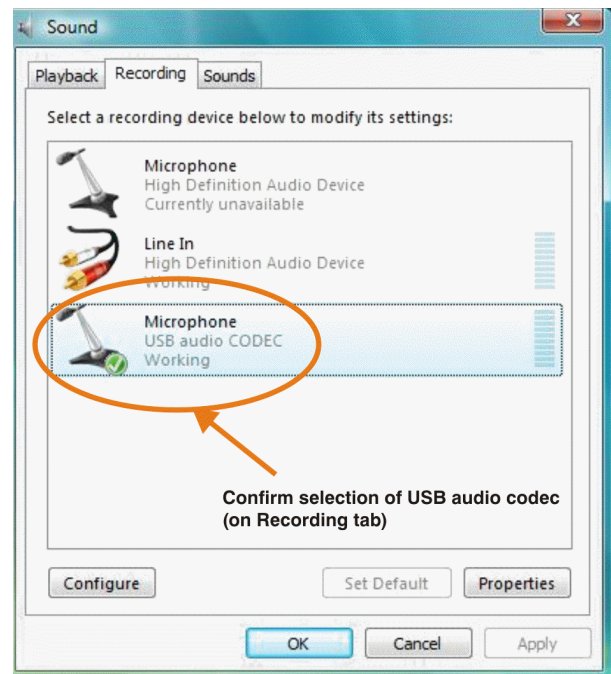 Sound
Playback Recording Sounds
Select a recording device below to modify its settings:
Microphone
High Definition Audio Device
Currently unavailable
Line In
High Definition Audio Device
Working
Microphone
USB audio CODEC
Working
Confirm selection of USB audio codec
(on Recording tab)
Configure Set Default Properties
OK Cancel Apply